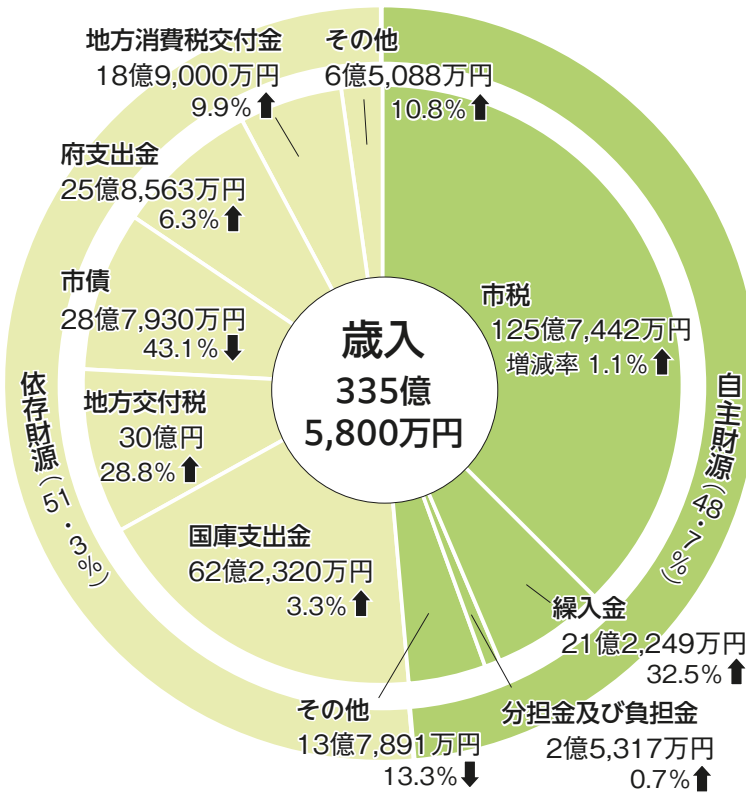 歳入
335億
5,800万円
自主財源(48・7%)
市税
125億7,442万円
増減率 1.1%⬆
繰入金
21億2,249万円
32.5%⬆
分担金及び負担金
2億5,317万円
0.7%⬆
その他
13億7,891万円
13.3%⬇
依存財源(51・3%)
国庫支出金
62億2,320万円
3.3%⬆
地方交付税
30億円
28.8%⬆
市債
28億7,930万円
43.1%⬇
府支出金
25億8,563万円
6.3%⬆
地方消費税交付金
18億9,000万円
9.9%⬆
その他
6億5,088万円
10.8%⬆